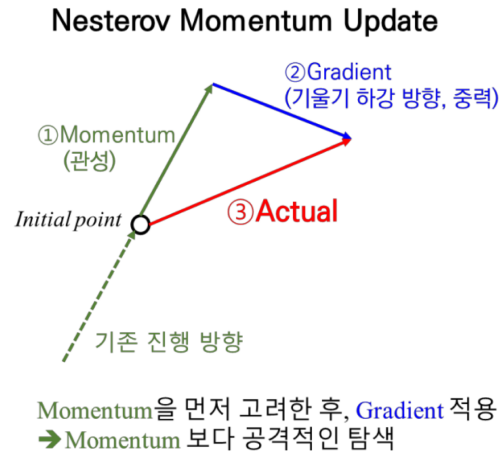 Nesterov Momentum Update
②Gradient
(기울기 하강 방향, 중력)
①Momentum
(관성)
③Actual
Initial point
기존 진행 방향
Momentum을 먼저 고려한 후, Gradient 적용
➔ Momentum 보다 공격적인 탐색